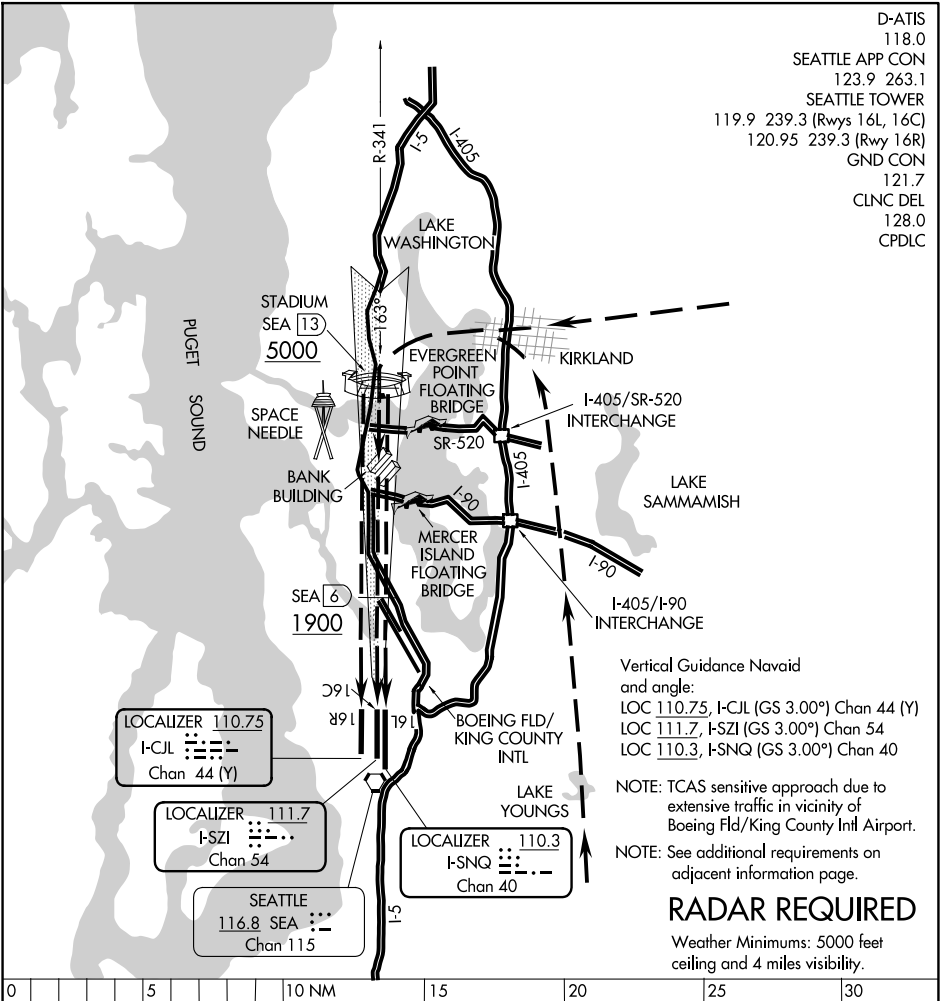 D-ATIS
118.0
SEATTLE APP CON
123.9 263.1
SEATTLE TOWER
119.9 239.3 (Rwys 16L, 16C)
120.95 239.3 (Rwy 16R)
GND CON
121.7
CLNC DEL
128.0
CPDLC
R-341
I-5
I-405
LAKE
WASHINGTON
163°
STADIUM
SEA 13
5000
PUGET
SOUND
EVERGREEN
POINT
FLOATING
BRIDGE
KIRKLAND
SPACE
NEEDLE
I-405/SR-520
INTERCHANGE
SR-520
I-405
BANK
BUILDING
I-90
LAKE
SAMMAMISH
MERCER
ISLAND
FLOATING
BRIDGE
I-90
SEA 6
1900
I-405/I-90
INTERCHANGE
16C
16R
16L
BOEING FLD/
KING COUNTY
INTL
LOCALIZER 110.75
I-CJL
Chan 44 (Y)
LOCALIZER 111.7
I-SZI
Chan 54
LAKE
YOUNGS
LOCALIZER 110.3
I-SNQ
Chan 40
SEATTLE
116.8 SEA
Chan 115
I-5
Vertical Guidance Navaid
and angle:
LOC 110.75, I-CJL (GS 3.00°) Chan 44 (Y)
LOC 111.7, I-SZI (GS 3.00°) Chan 54
LOC 110.3, I-SNQ (GS 3.00°) Chan 40
NOTE: TCAS sensitive approach due to
extensive traffic in vicinity of
Boeing Fld/King County Intl Airport.
NOTE: See additional requirements on
adjacent information page.
RADAR REQUIRED
Weather Minimums: 5000 feet
ceiling and 4 miles visibility.
0 5 10 NM 15 20 25 30